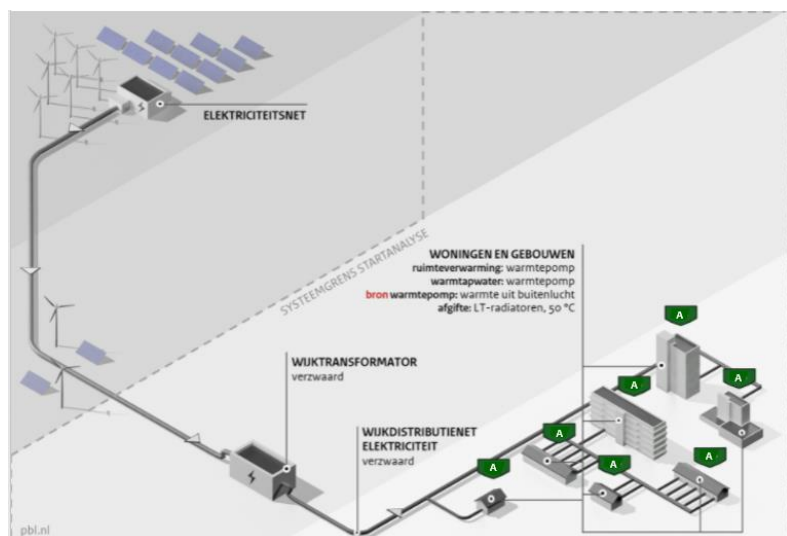 ELEKTRICITEITSNET
SYSTEEMGRENS STARTANALYSE
WONINGEN EN GEBOUWEN
ruimteverwarming: warmtepomp
warmtapwater: warmtepomp
bron warmtepomp: warmte uit buitenlucht
afgifte: LT-radiatoren, 50 °C
A
A
A
WIJKTRANSFORMATOR
verzwaard
WIJKDISTRIBUTIENET
ELEKTRICITEIT
verzwaard
A
A
A
A
pbl.nl